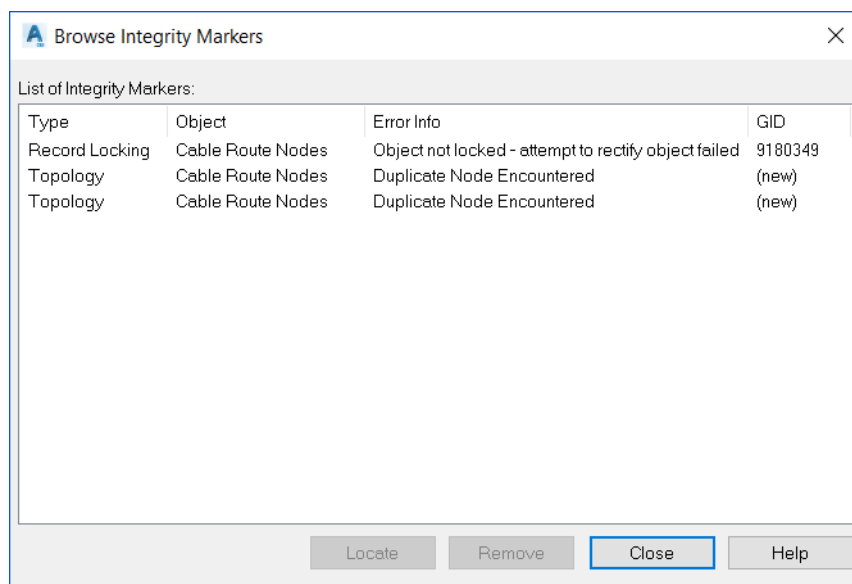 Browse Integrity Markers
List of Integrity Markers:
Type Object Error Info GID
Record Locking Cable Route Nodes Object not locked - attempt to rectify object failed 9180349
Topology Cable Route Nodes Duplicate Node Encountered (new)
Topology Cable Route Nodes Duplicate Node Encountered (new)
Locate Remove Close Help